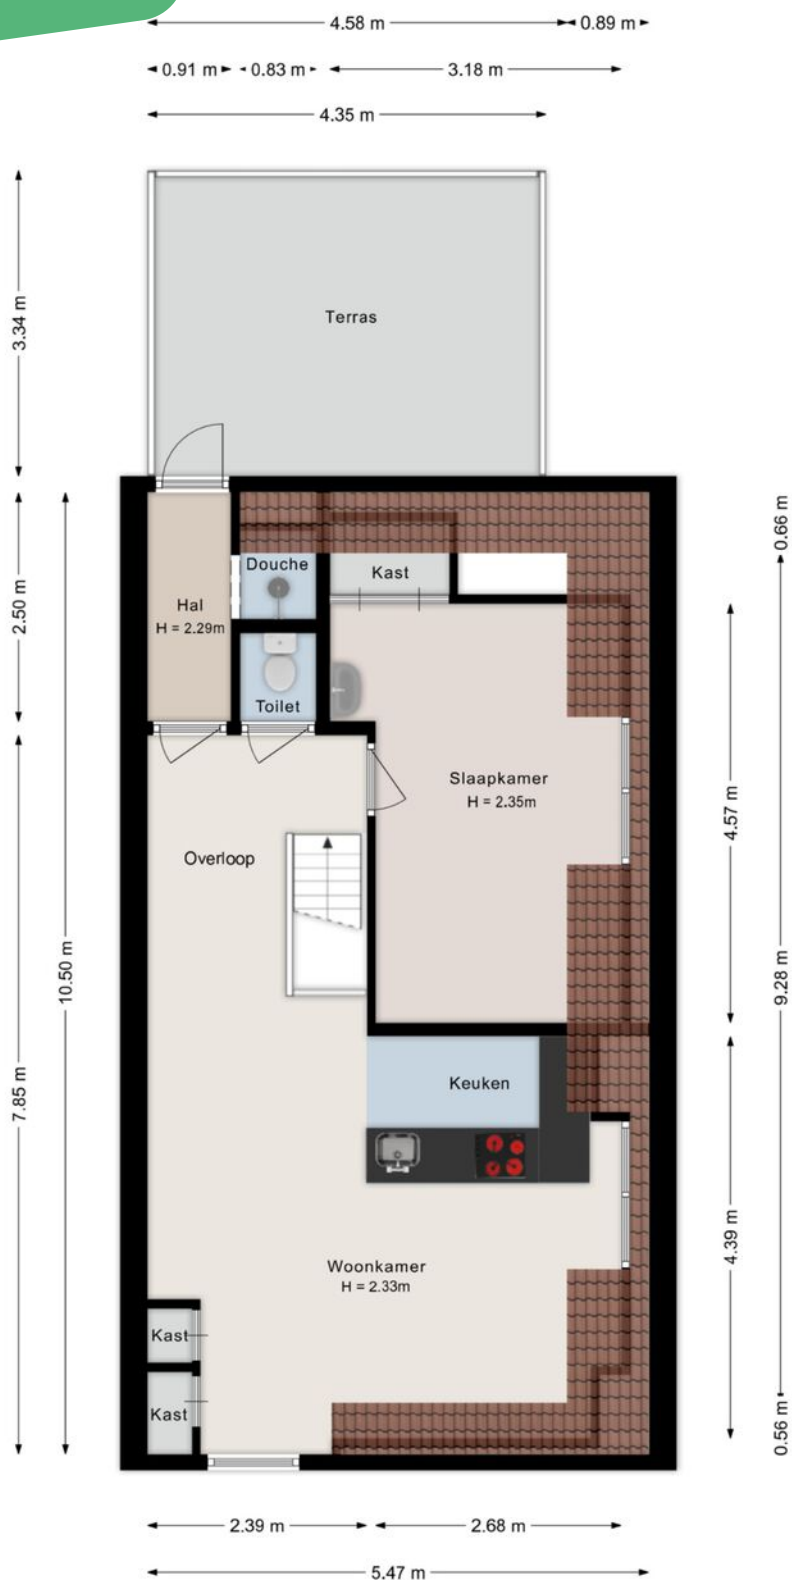 4.58 m
0.89 m
0.91 m
0.83 m
3.18 m
4.35 m
3.34 m
Terras
2.50 m
10.50 m
7.85 m
0.66 m
4.57 m
9.28 m
4.39 m
0.56 m
Douche
Kast
Hal
H = 2.29m
Toilet
Slaapkamer
H = 2.35m
Overloop
Keuken
Woonkamer
H = 2.33m
Kast
Kast
2.39 m
2.68 m
5.47 m